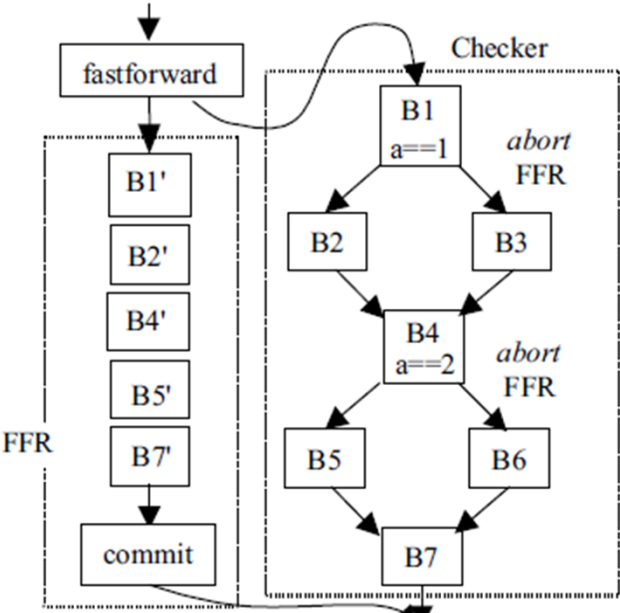 fastforward
Checker
B1
a==1
abort
FFR
B1'
B2
B3
B2'
B4'
B4
a==2
abort
FFR
B5'
FFR
B7'
B5
B6
commit
B7